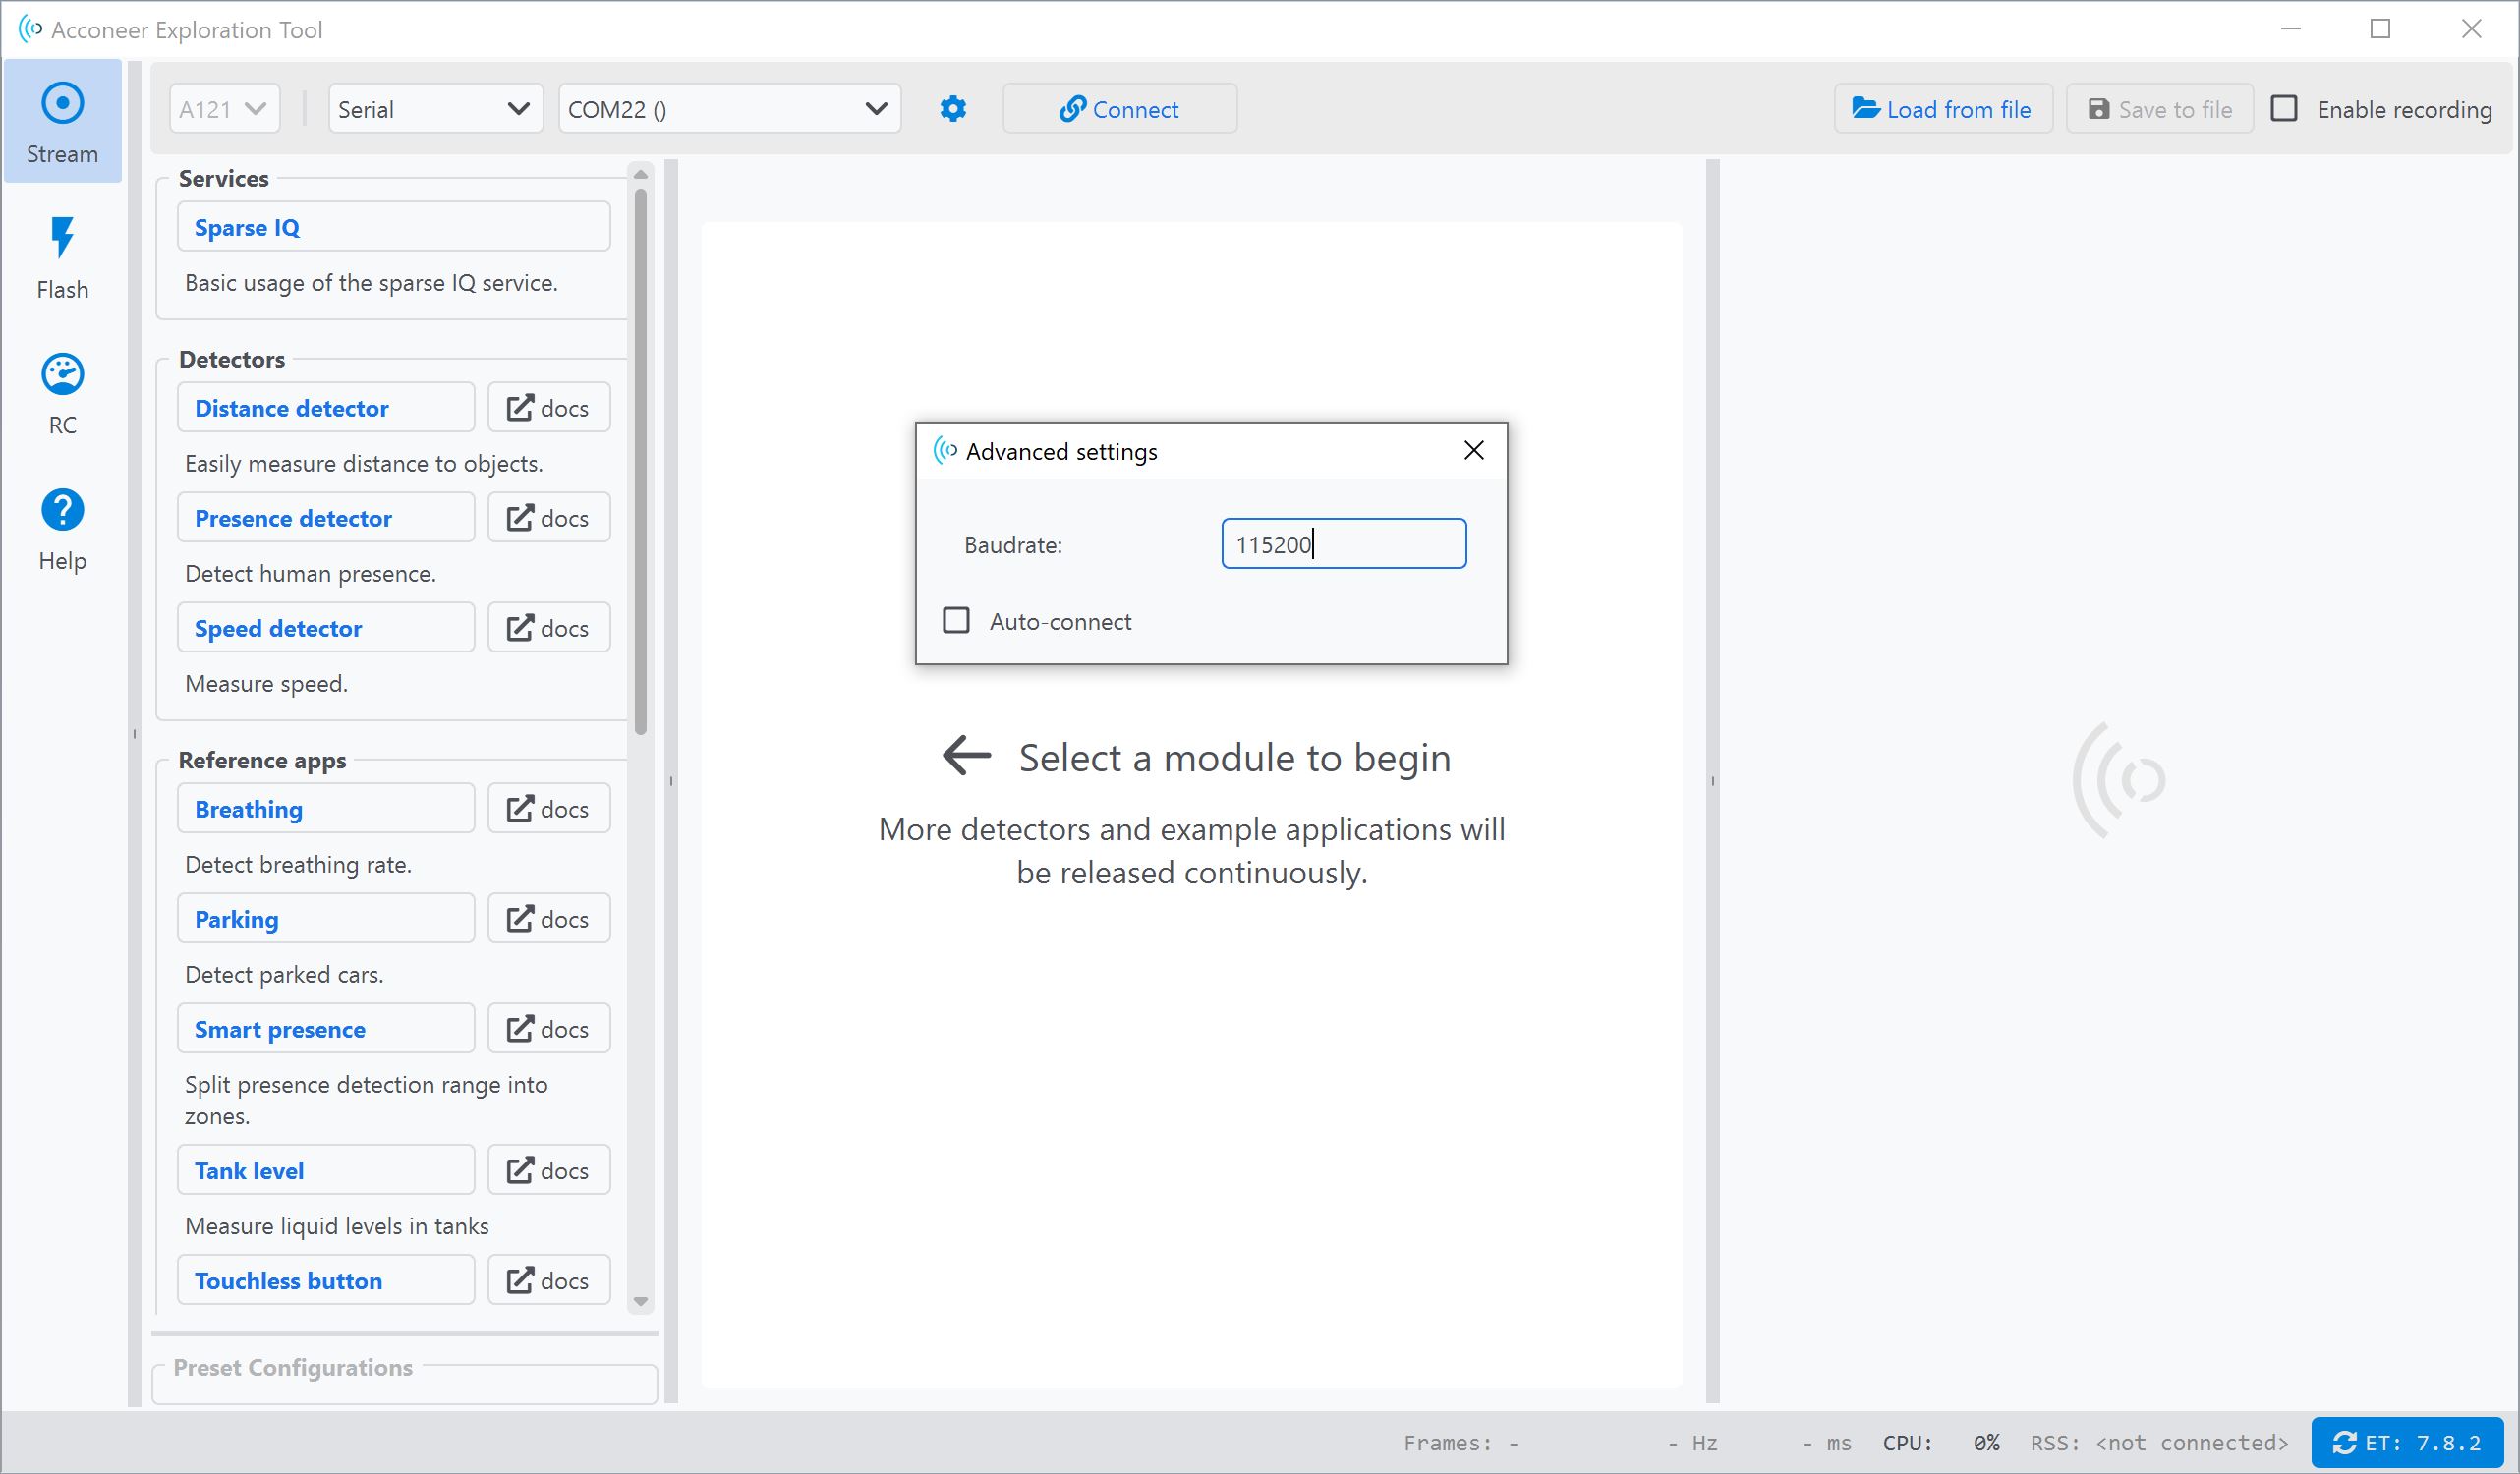 Acconeer Exploration Tool
Stream
Flash
RC
Help
A121
Serial
COM22 ()
Connect
Load from file
Save to file
Enable recording
Services
Sparse IQ
Basic usage of the sparse IQ service.
Detectors
Distance detector
docs
Easily measure distance to objects.
Presence detector
docs
Detect human presence.
Speed detector
docs
Measure speed.
Reference apps
Breathing
docs
Detect breathing rate.
Parking
docs
Detect parked cars.
Smart presence
docs
Split presence detection range into
zones.
Tank level
docs
Measure liquid levels in tanks
Touchless button
docs
Preset Configurations
Advanced settings
Baudrate:
115200
Auto-connect
Select a module to begin
More detectors and example applications will
be released continuously.
Frames: - - Hz - ms CPU: 0% RSS: <not connected> ET: 7.8.2